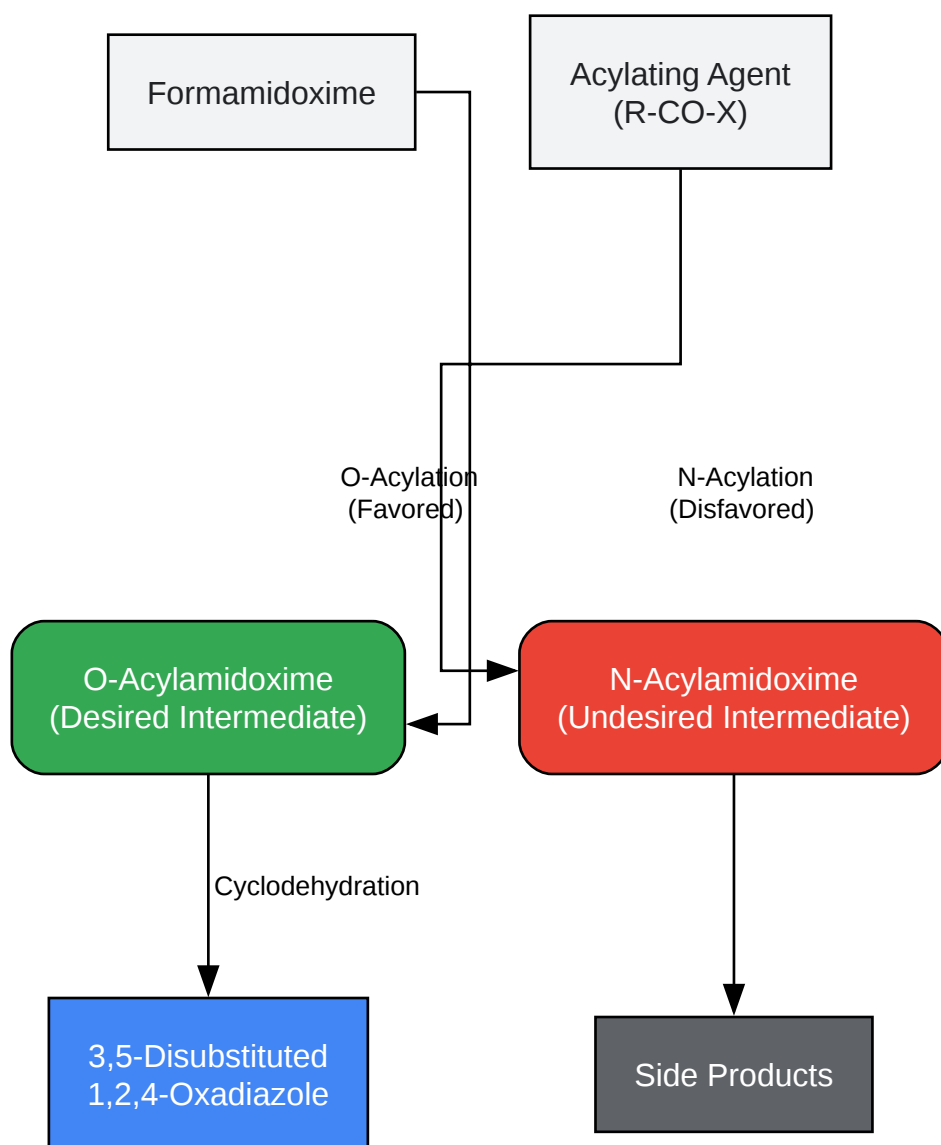 Formamidoxime
Acylating Agent
(R-CO-X)
O-Acylation
(Favored)
N-Acylation
(Disfavored)
O-Acylamidoxime
(Desired Intermediate)
N-Acylamidoxime
(Undesired Intermediate)
Cyclodehydration
3,5-Disubstituted
1,2,4-Oxadiazole
Side Products